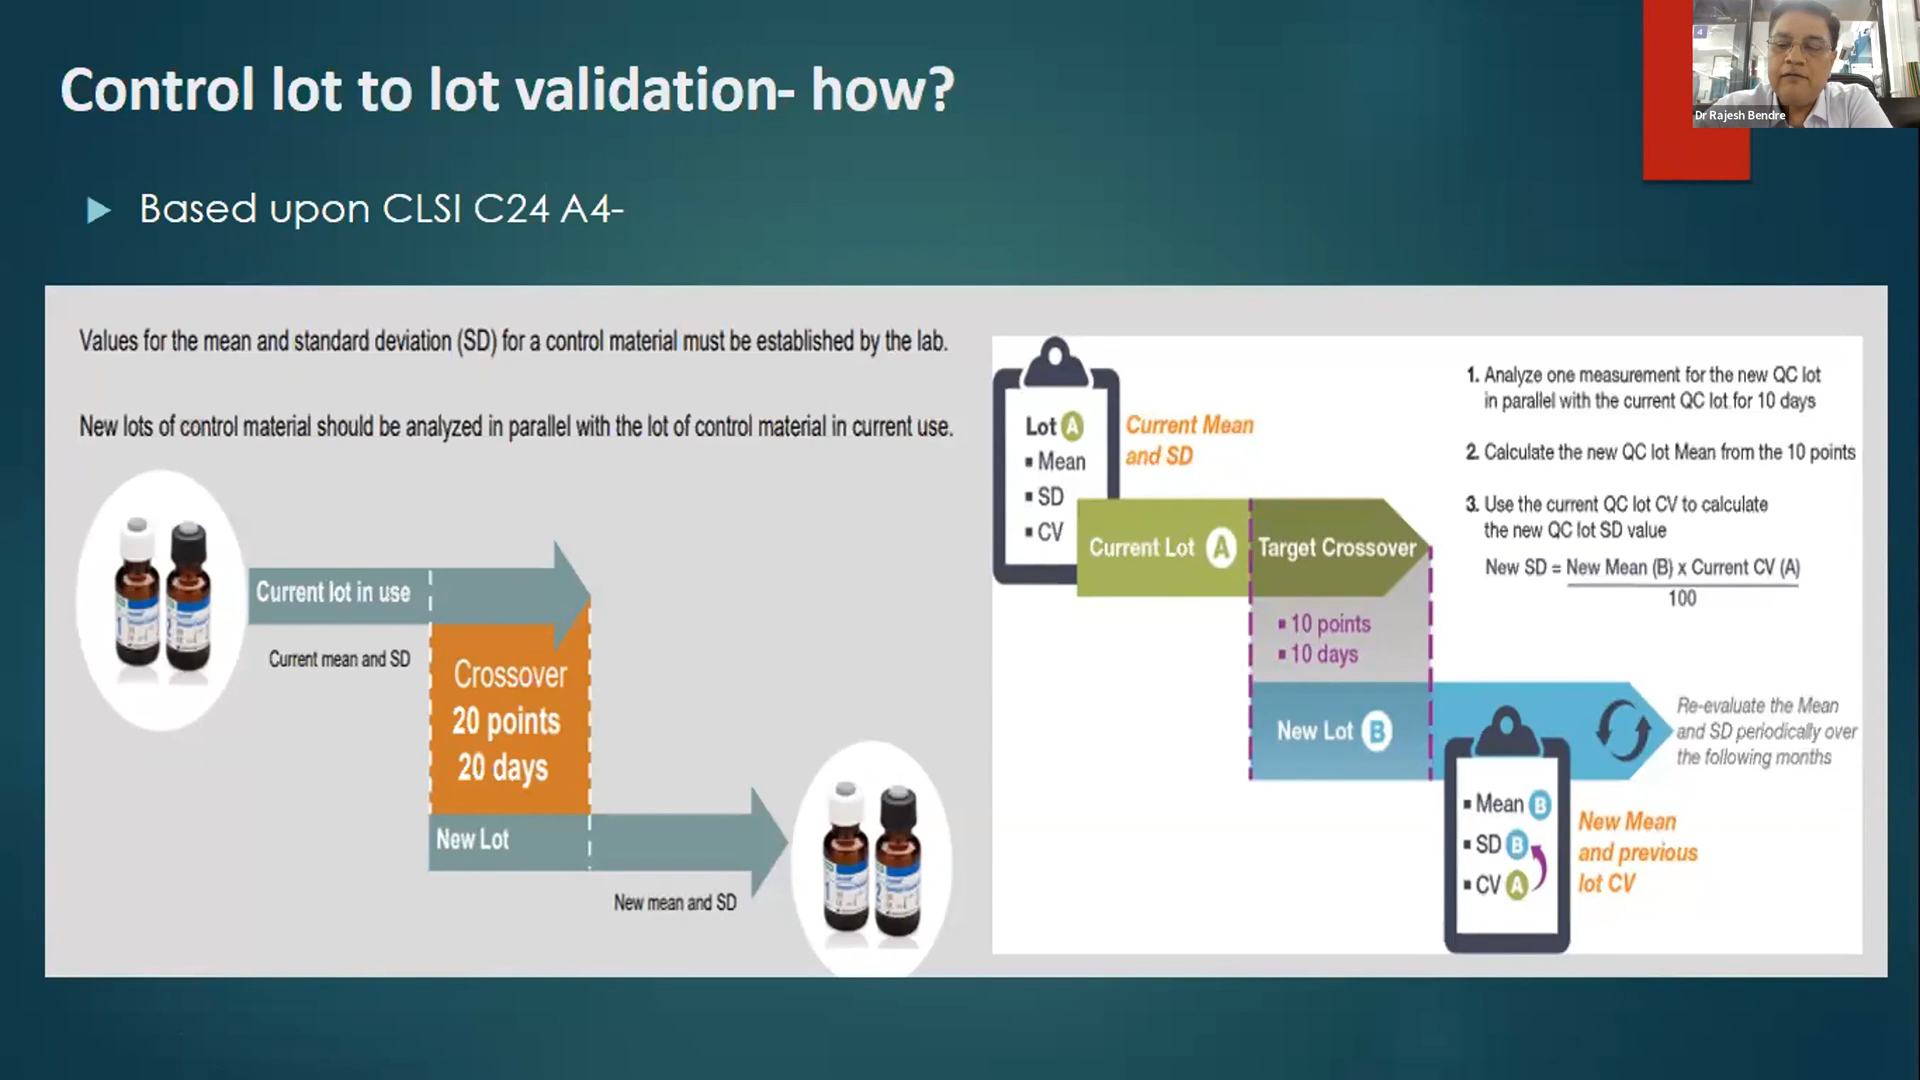 Control lot to lot validation- how?
4
Dr Rajesh Bendre
Based upon CLSI C24 A4-
Values for the mean and standard deviation (SD) for a control material must be established by the lab.
New lots of control material should be analyzed in parallel with the lot of control material in current use.
Current lot in use
Current mean and SD
Crossover
20 points
20 days
New Lot
New mean and SD
Lot A
▪ Mean
▪ SD
▪ CV
Current Mean
and SD
Current Lot A
Target Crossover
▪ 10 points
▪ 10 days
New Lot B
1. Analyze one measurement for the new QC lot
in parallel with the current QC lot for 10 days
2. Calculate the new QC lot Mean from the 10 points
3. Use the current QC lot CV to calculate
the new QC lot SD value
New SD = New Mean (B) x Current CV (A)
100
Re-evaluate the Mean
and SD periodically over
the following months
▪ Mean B
▪ SD B
▪ CV A
New Mean
and previous
lot CV